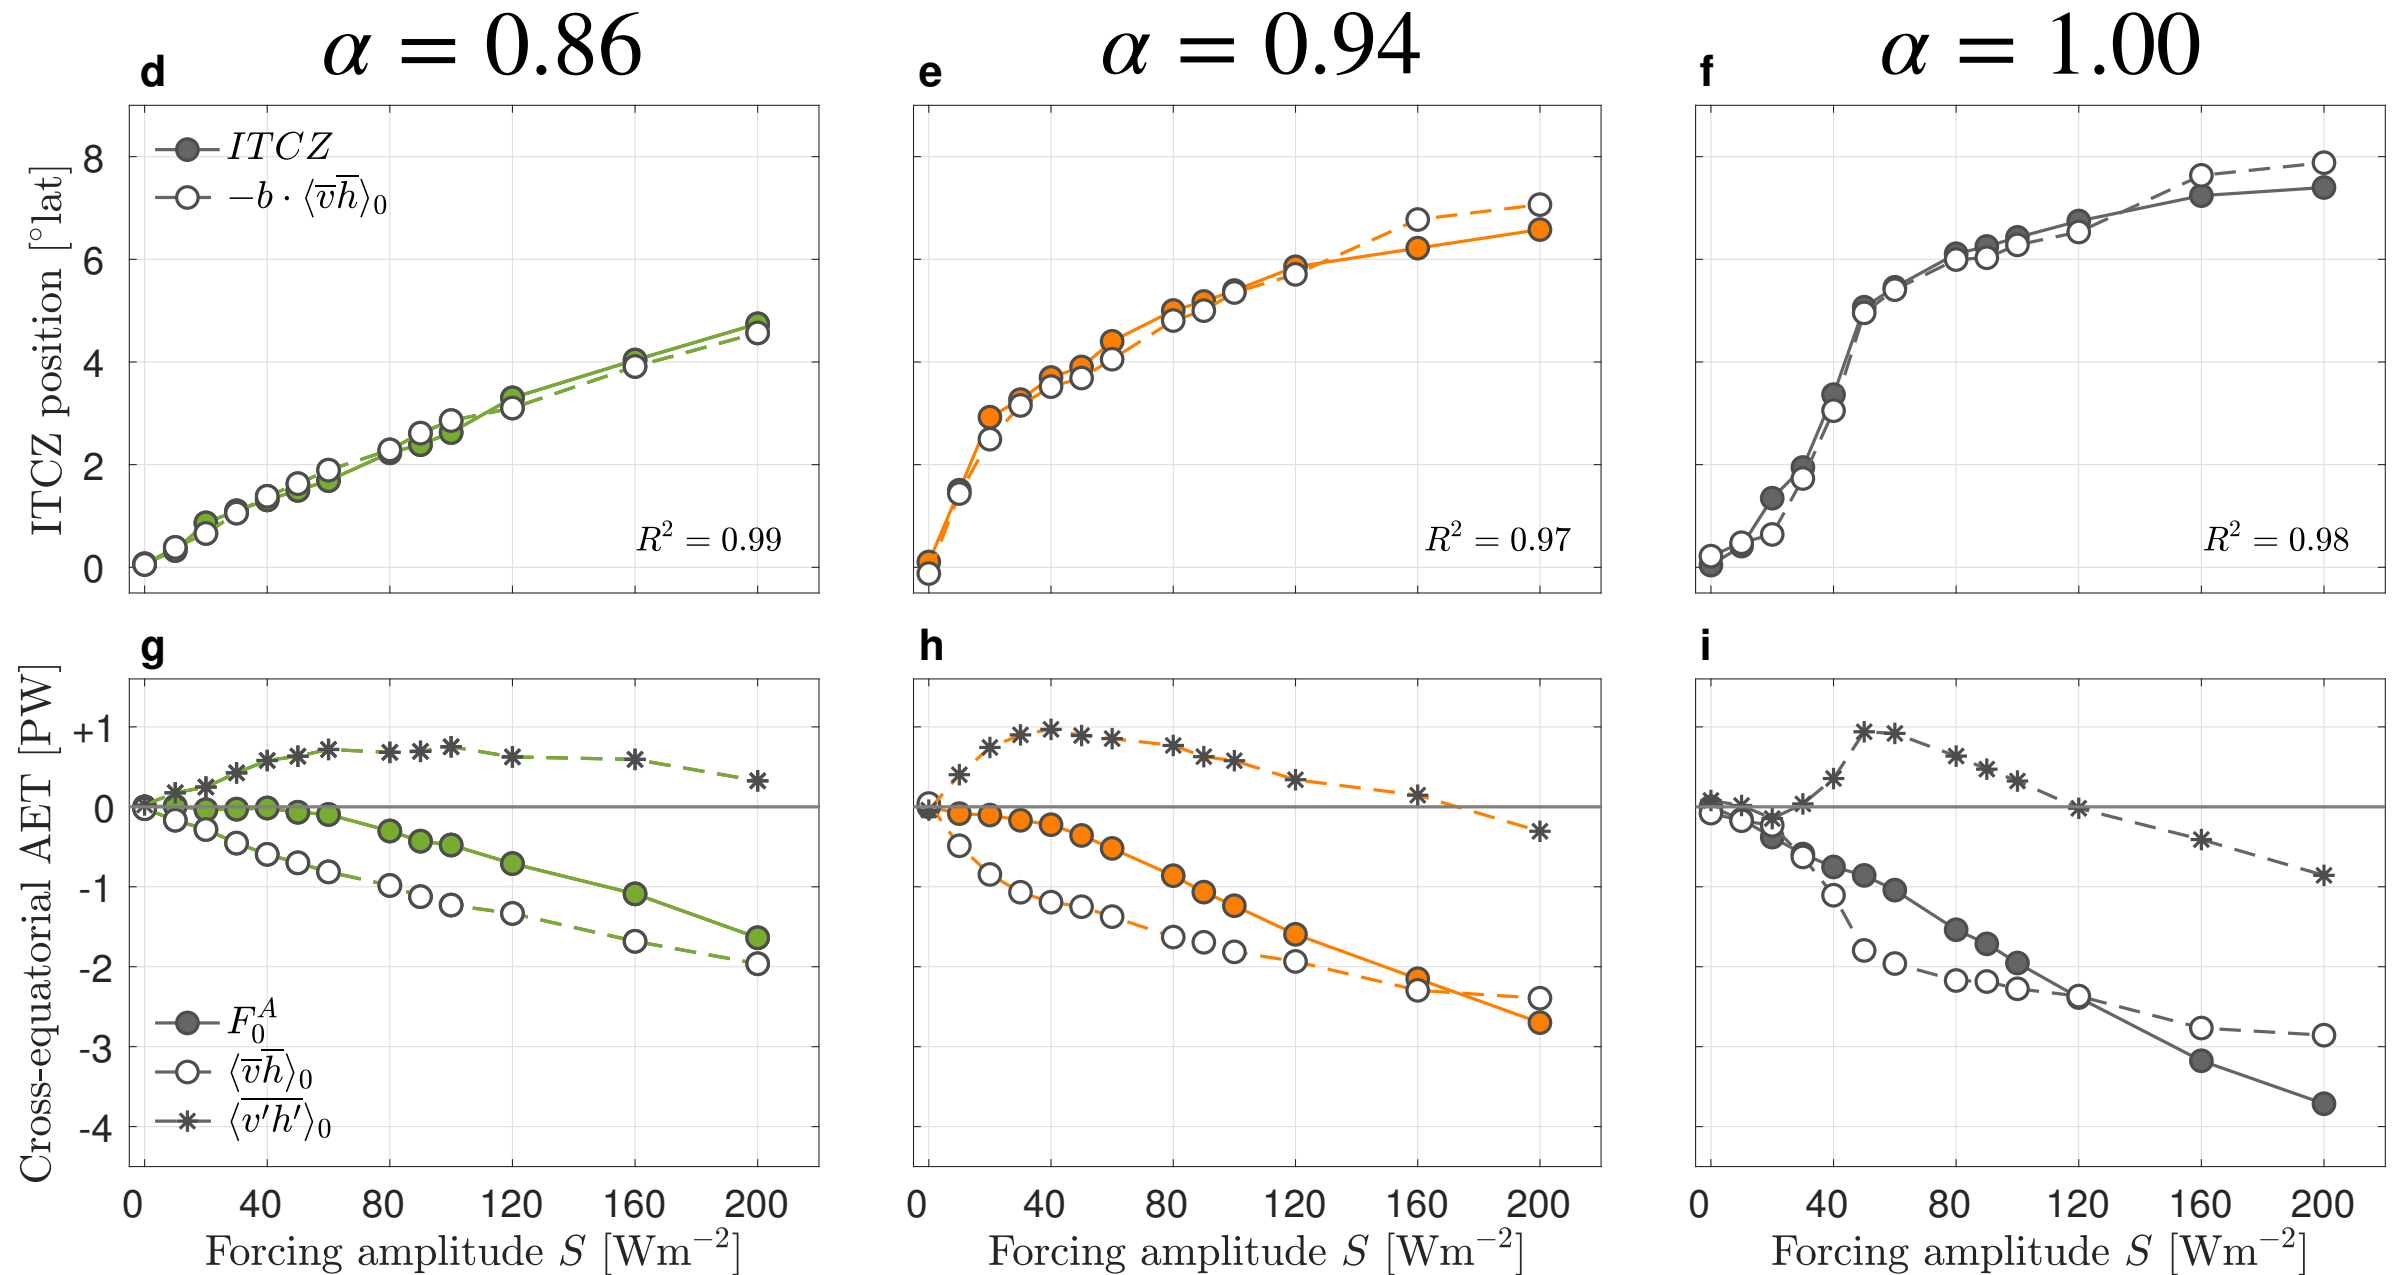 α = 0.86
α = 0.94
α = 1.00
d
e
f
ITCZ position [°lat]
8
6
4
2
0
ITCZ
−b · ⟨v̅h̅⟩₀
R² = 0.99
R² = 0.97
R² = 0.98
g
h
i
Cross-equatorial AET [PW]
+1
0
-1
-2
-3
-4
F₀ᴬ
⟨v̅h̅⟩₀
⟨v̅′̅h̅′̅⟩₀
0 40 80 120 160 200
0 40 80 120 160 200
0 40 80 120 160 200
Forcing amplitude S [Wm⁻²]
Forcing amplitude S [Wm⁻²]
Forcing amplitude S [Wm⁻²]